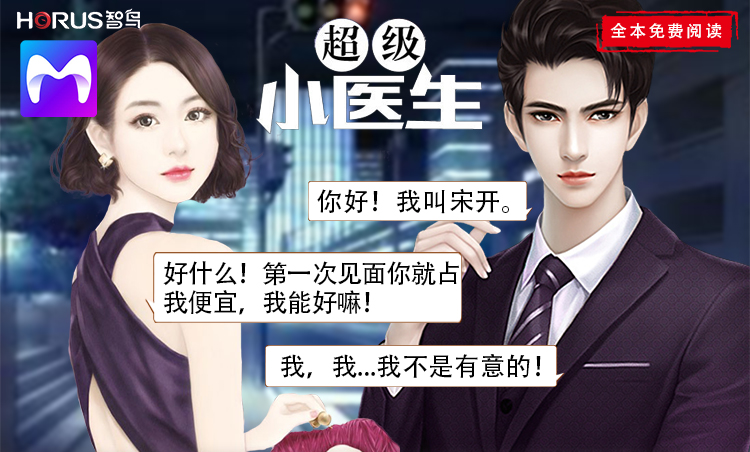 HORUS智鸟
全本免费阅读
超级
小医生
你好！我叫宋开。
好什么！第一次见面你就占
我便宜，我能好嘛！
我，我...我不是有意的！